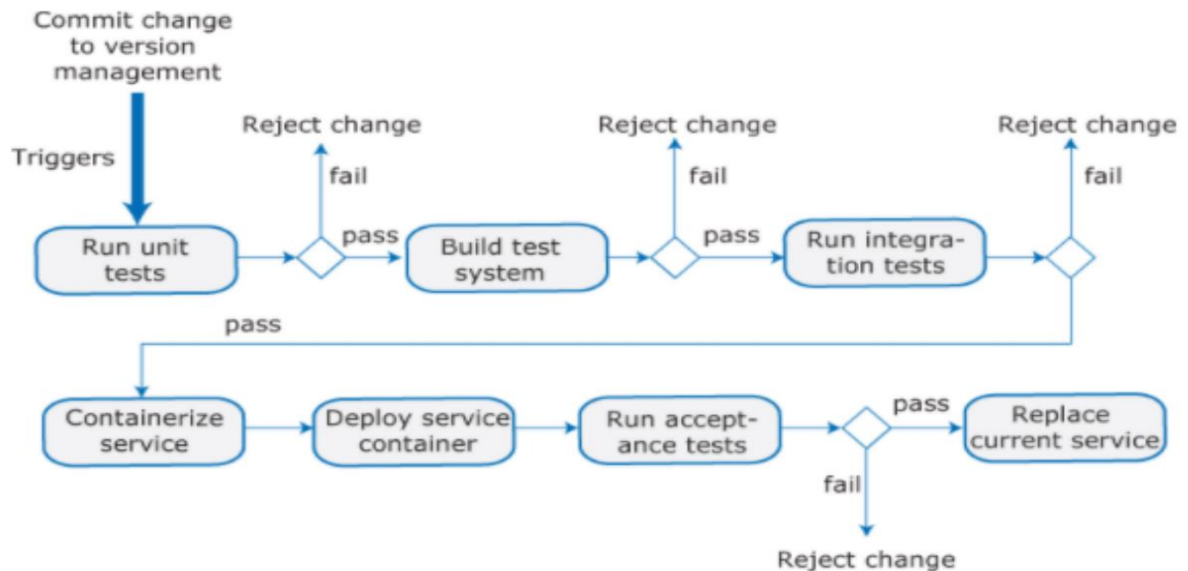 Commit change
to version
management
Triggers
Reject change
fail
Reject change
fail
Reject change
fail
Run unit
tests
pass
Build test
system
pass
Run integra-
tion tests
pass
Containerize
service
Deploy service
container
Run accept-
ance tests
pass
Replace
current service
fail
Reject change